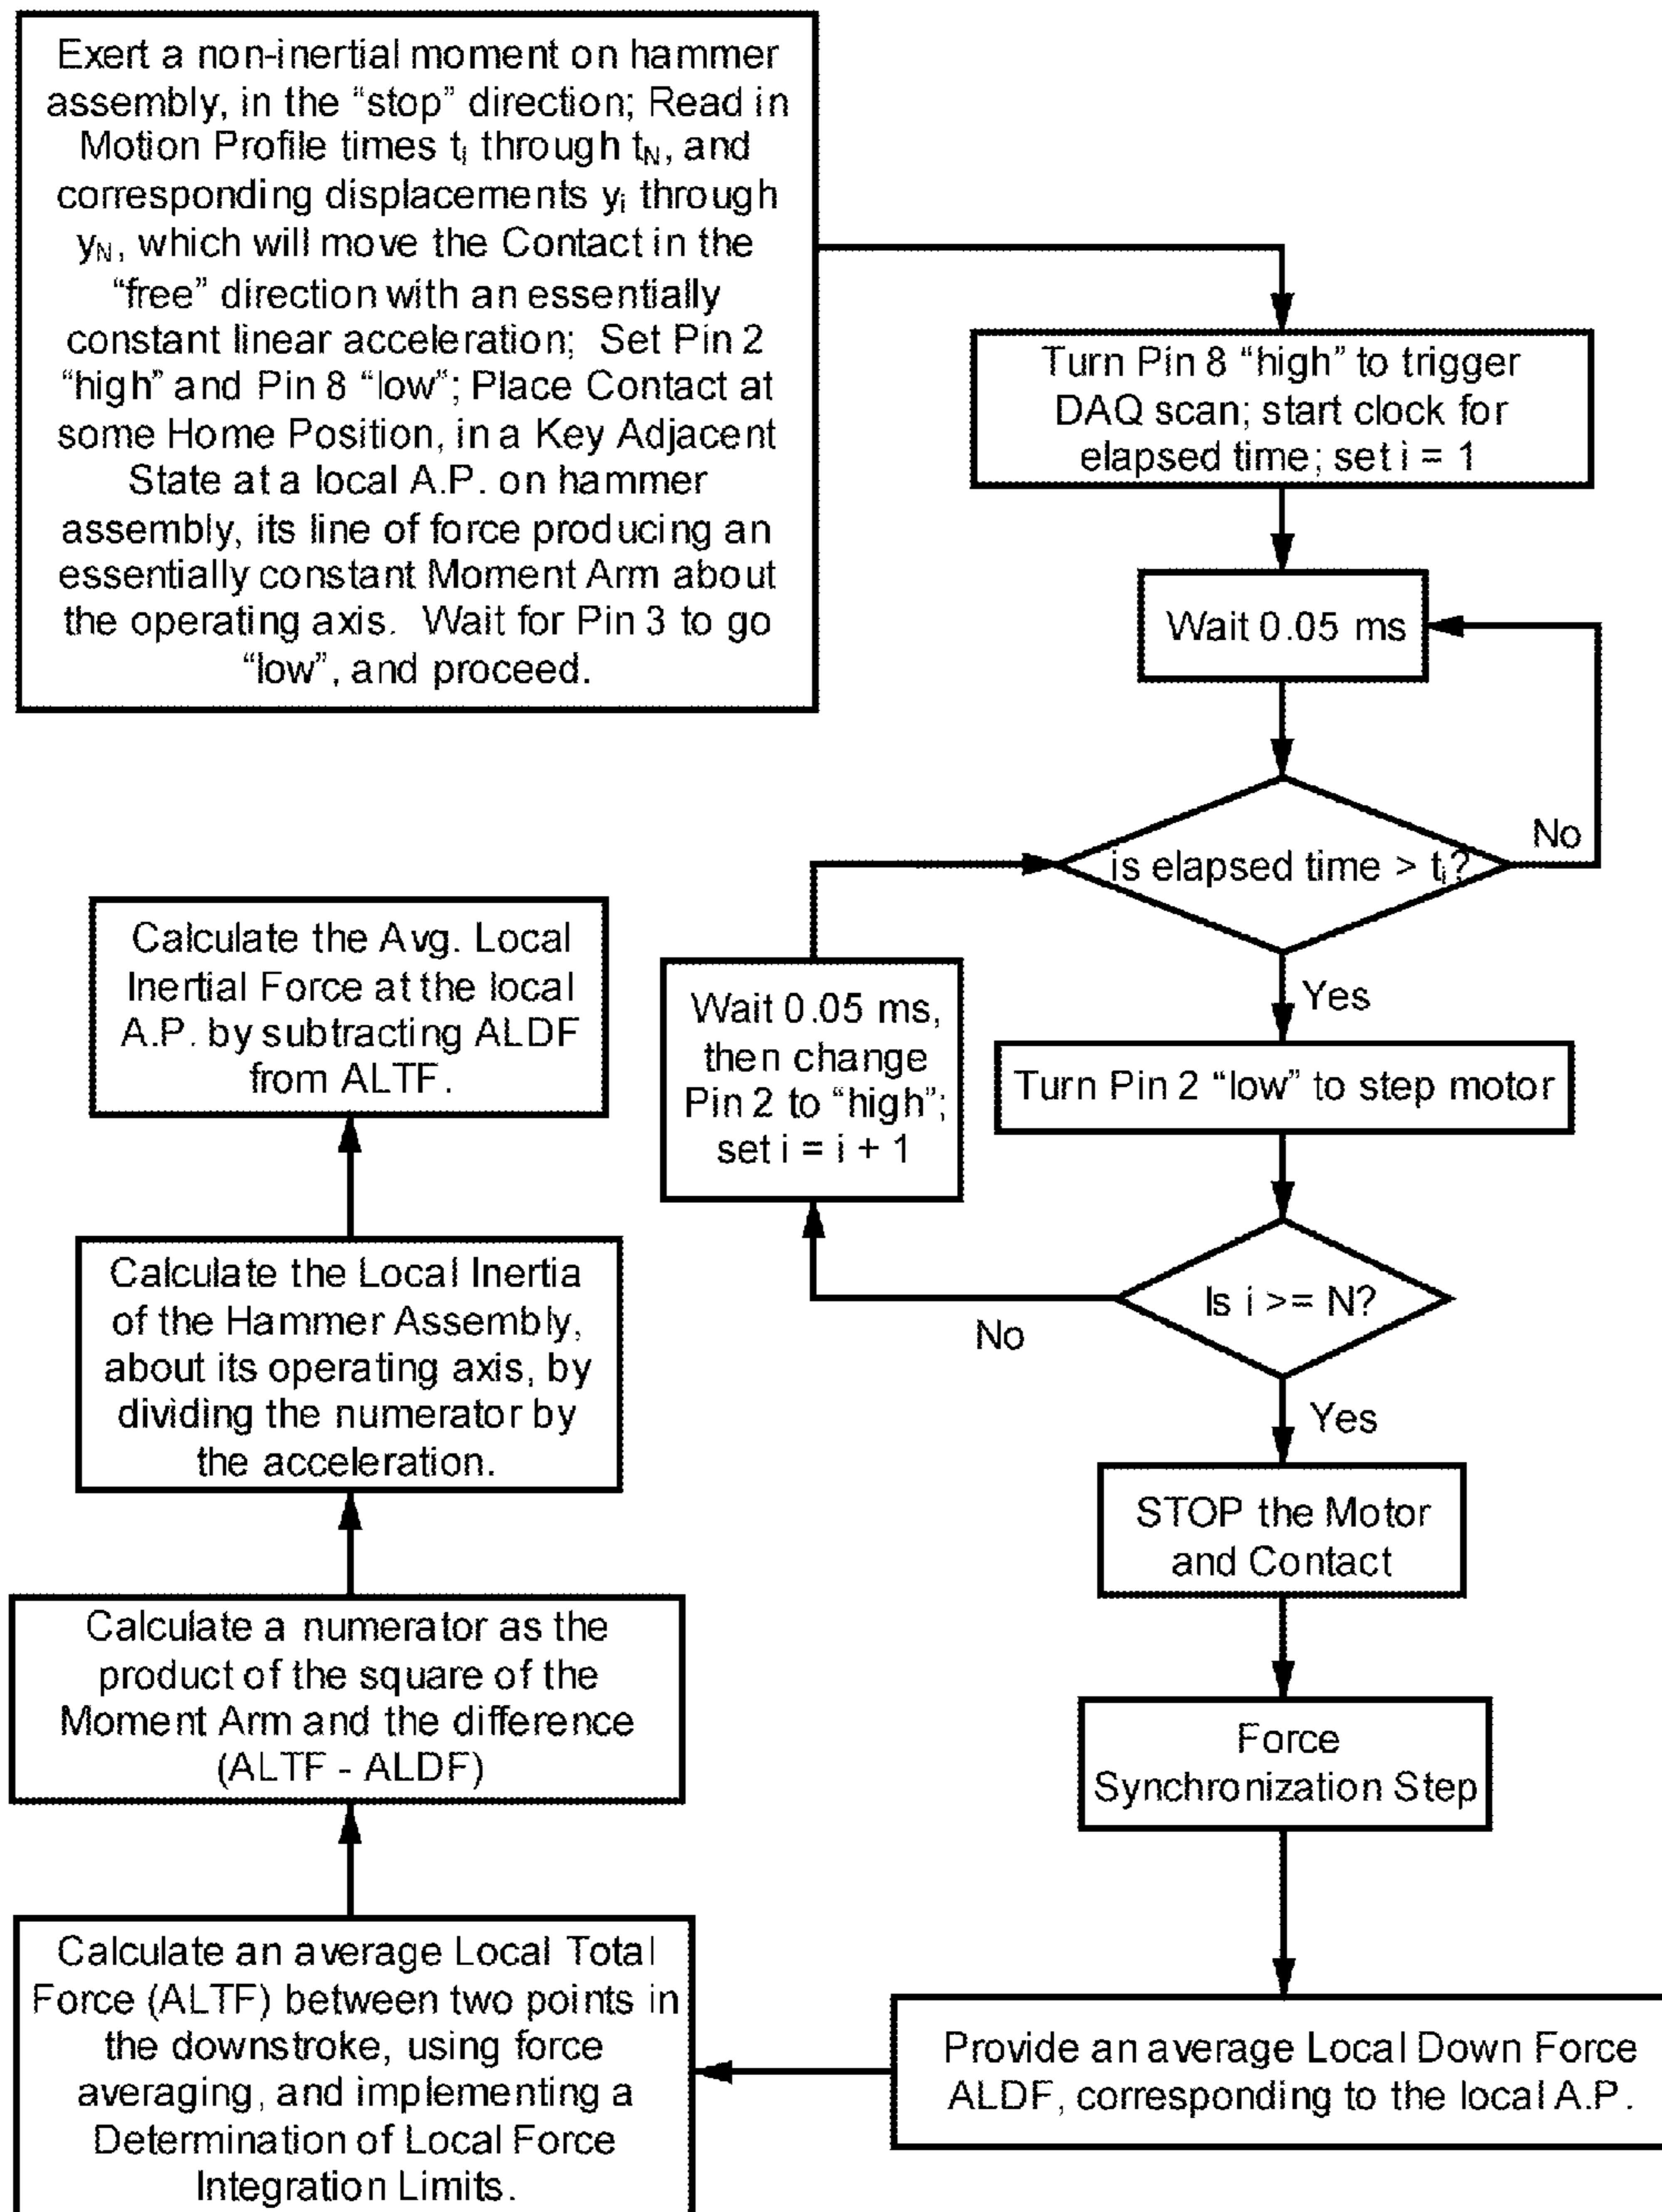 Exert a non-inertial moment on hammer
assembly, in the “stop” direction; Read in
Motion Profile times ti through tN, and
corresponding displacements yi through
yN, which will move the Contact in the
“free” direction with an essentially
constant linear acceleration; Set Pin 2
“high” and Pin 8 “low”; Place Contact at
some Home Position, in a Key Adjacent
State at a local A.P. on hammer
assembly, its line of force producing an
essentially constant Moment Arm about
the operating axis. Wait for Pin 3 to go
“low”, and proceed.
Turn Pin 8 “high” to trigger
DAQ scan; start clock for
elapsed time; set i = 1
Wait 0.05 ms
is elapsed time > ti?
No
Yes
Wait 0.05 ms,
then change
Pin 2 to “high”;
set i = i + 1
Turn Pin 2 “low” to step motor
Is i >= N?
No
Yes
STOP the Motor
and Contact
Force
Synchronization Step
Provide an average Local Down Force
ALDF, corresponding to the local A.P.
Calculate an average Local Total
Force (ALTF) between two points in
the downstroke, using force
averaging, and implementing a
Determination of Local Force
Integration Limits.
Calculate a numerator as the
product of the square of the
Moment Arm and the difference
(ALTF - ALDF)
Calculate the Local Inertia
of the Hammer Assembly,
about its operating axis, by
dividing the numerator by
the acceleration.
Calculate the Avg. Local
Inertial Force at the local
A.P. by subtracting ALDF
from ALTF.